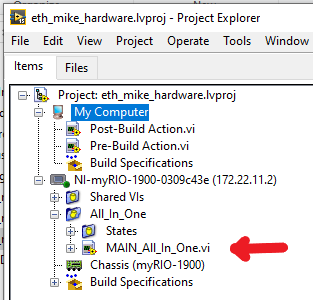 eth_mike_hardware.lvproj - Project Explorer
File Edit View Project Operate Tools Window
Items Files
Project: eth_mike_hardware.lvproj
My Computer
Post-Build Action.vi
Pre-Build Action.vi
Build Specifications
NI-myRIO-1900-0309c43e (172.22.11.2)
Shared VIs
All_In_One
States
MAIN_All_In_One.vi
Chassis (myRIO-1900)
Build Specifications